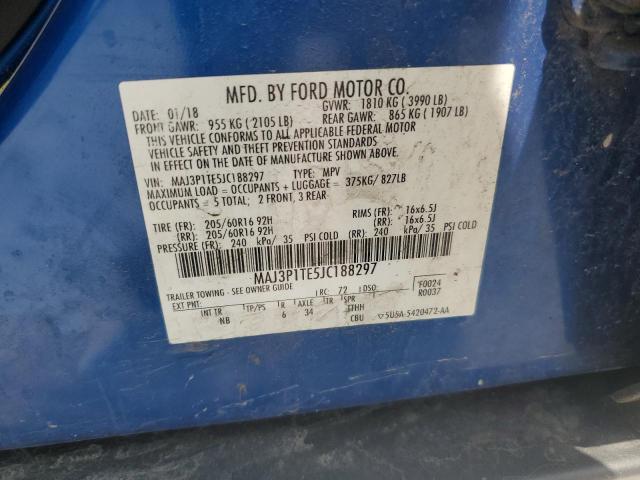 MFD. BY FORD MOTOR CO.
DATE: 01/18 GVWR: 1810 KG ( 3990 LB)
FRONT GAWR: 955 KG ( 2105 LB) REAR GAWR: 865 KG ( 1907 LB)
THIS VEHICLE CONFORMS TO ALL APPLICABLE FEDERAL MOTOR
VEHICLE SAFETY AND THEFT PREVENTION STANDARDS IN EFFECT ON
THE DATE OF MANUFACTURE SHOWN ABOVE.
VIN: MAJ3P1TE5JC188297 TYPE: MPV
MAXIMUM LOAD = OCCUPANTS + LUGGAGE = 375KG/ 827LB
OCCUPANTS = 5 TOTAL; 2 FRONT, 3 REAR
TIRE (FR): 205/60R16 92H RIMS (FR): 16x6.5J
(RR): 205/60R16 92H (RR): 16x6.5J
PRESSURE (FR): 240 kPa/ 35 PSI COLD (RR): 240 kPa/ 35 PSI COLD
MAJ3P1TE5JC188297
TRAILER TOWING - SEE OWNER GUIDE
EXT PNT: RC: 72 DSO: F0024
R0037
INT TR TP/PS R AXLE TR SPR
NB 6 34 TTHH
CBU 5U5A-5420472-AA